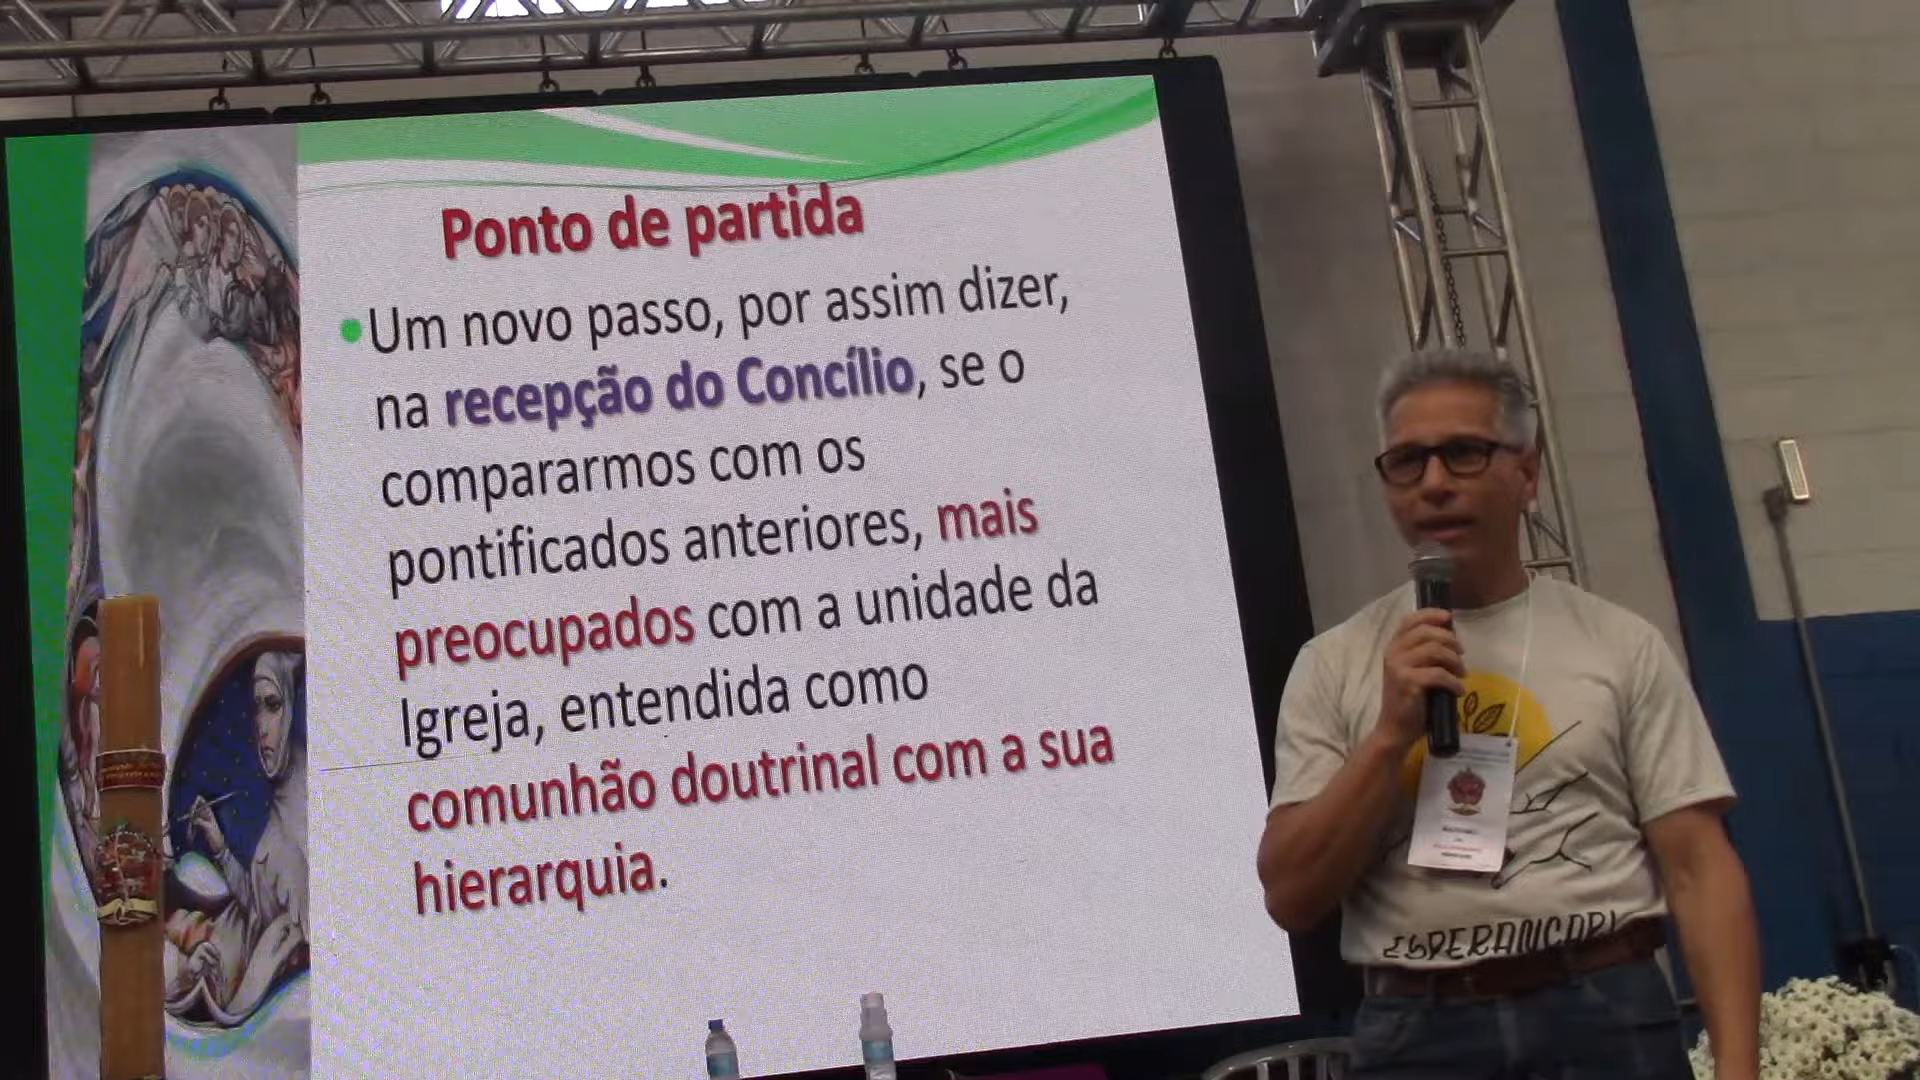 Ponto de partida
•Um novo passo, por assim dizer,
na recepção do Concílio, se o
compararmos com os
pontificados anteriores, mais
preocupados com a unidade da
Igreja, entendida como
comunhão doutrinal com a sua
hierarquia.
ESPERANÇAR!